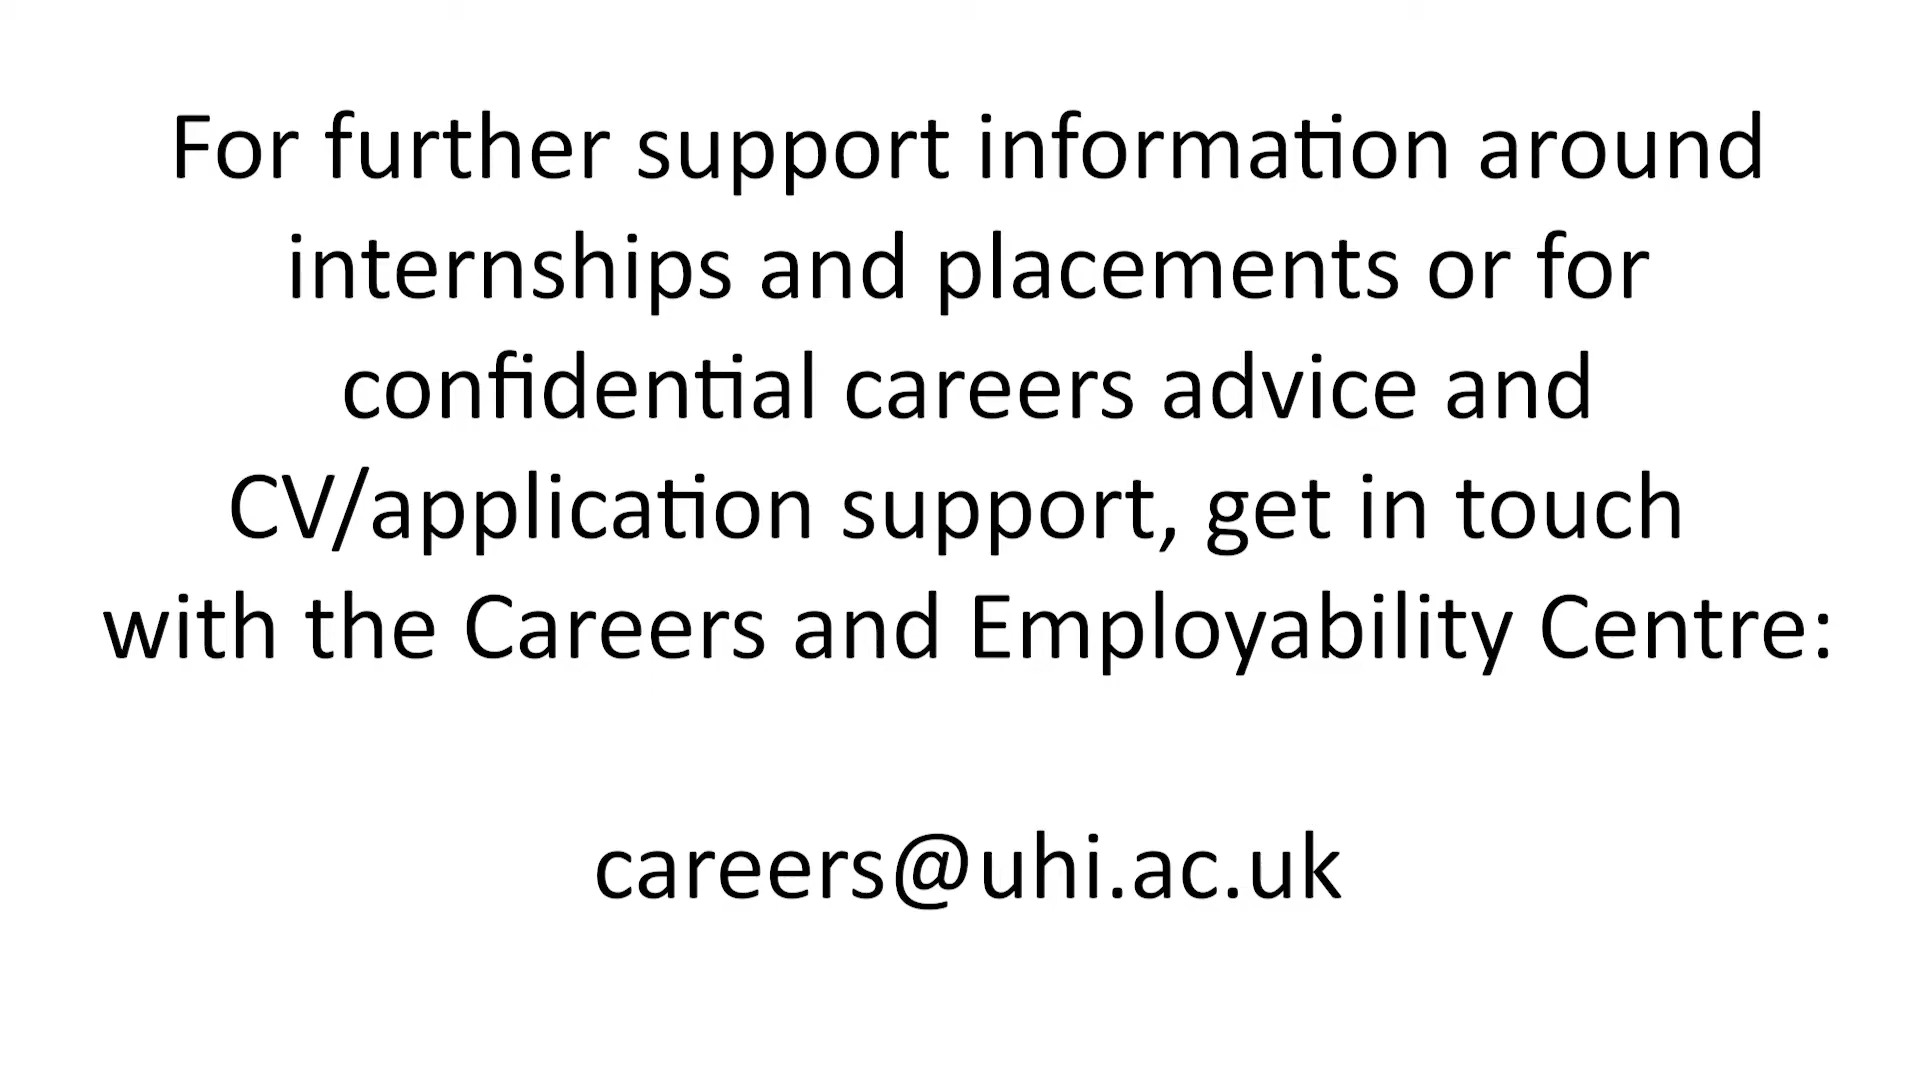 For further support information around
internships and placements or for
confidential careers advice and
CV/application support, get in touch
with the Careers and Employability Centre:
careers@uhi.ac.uk